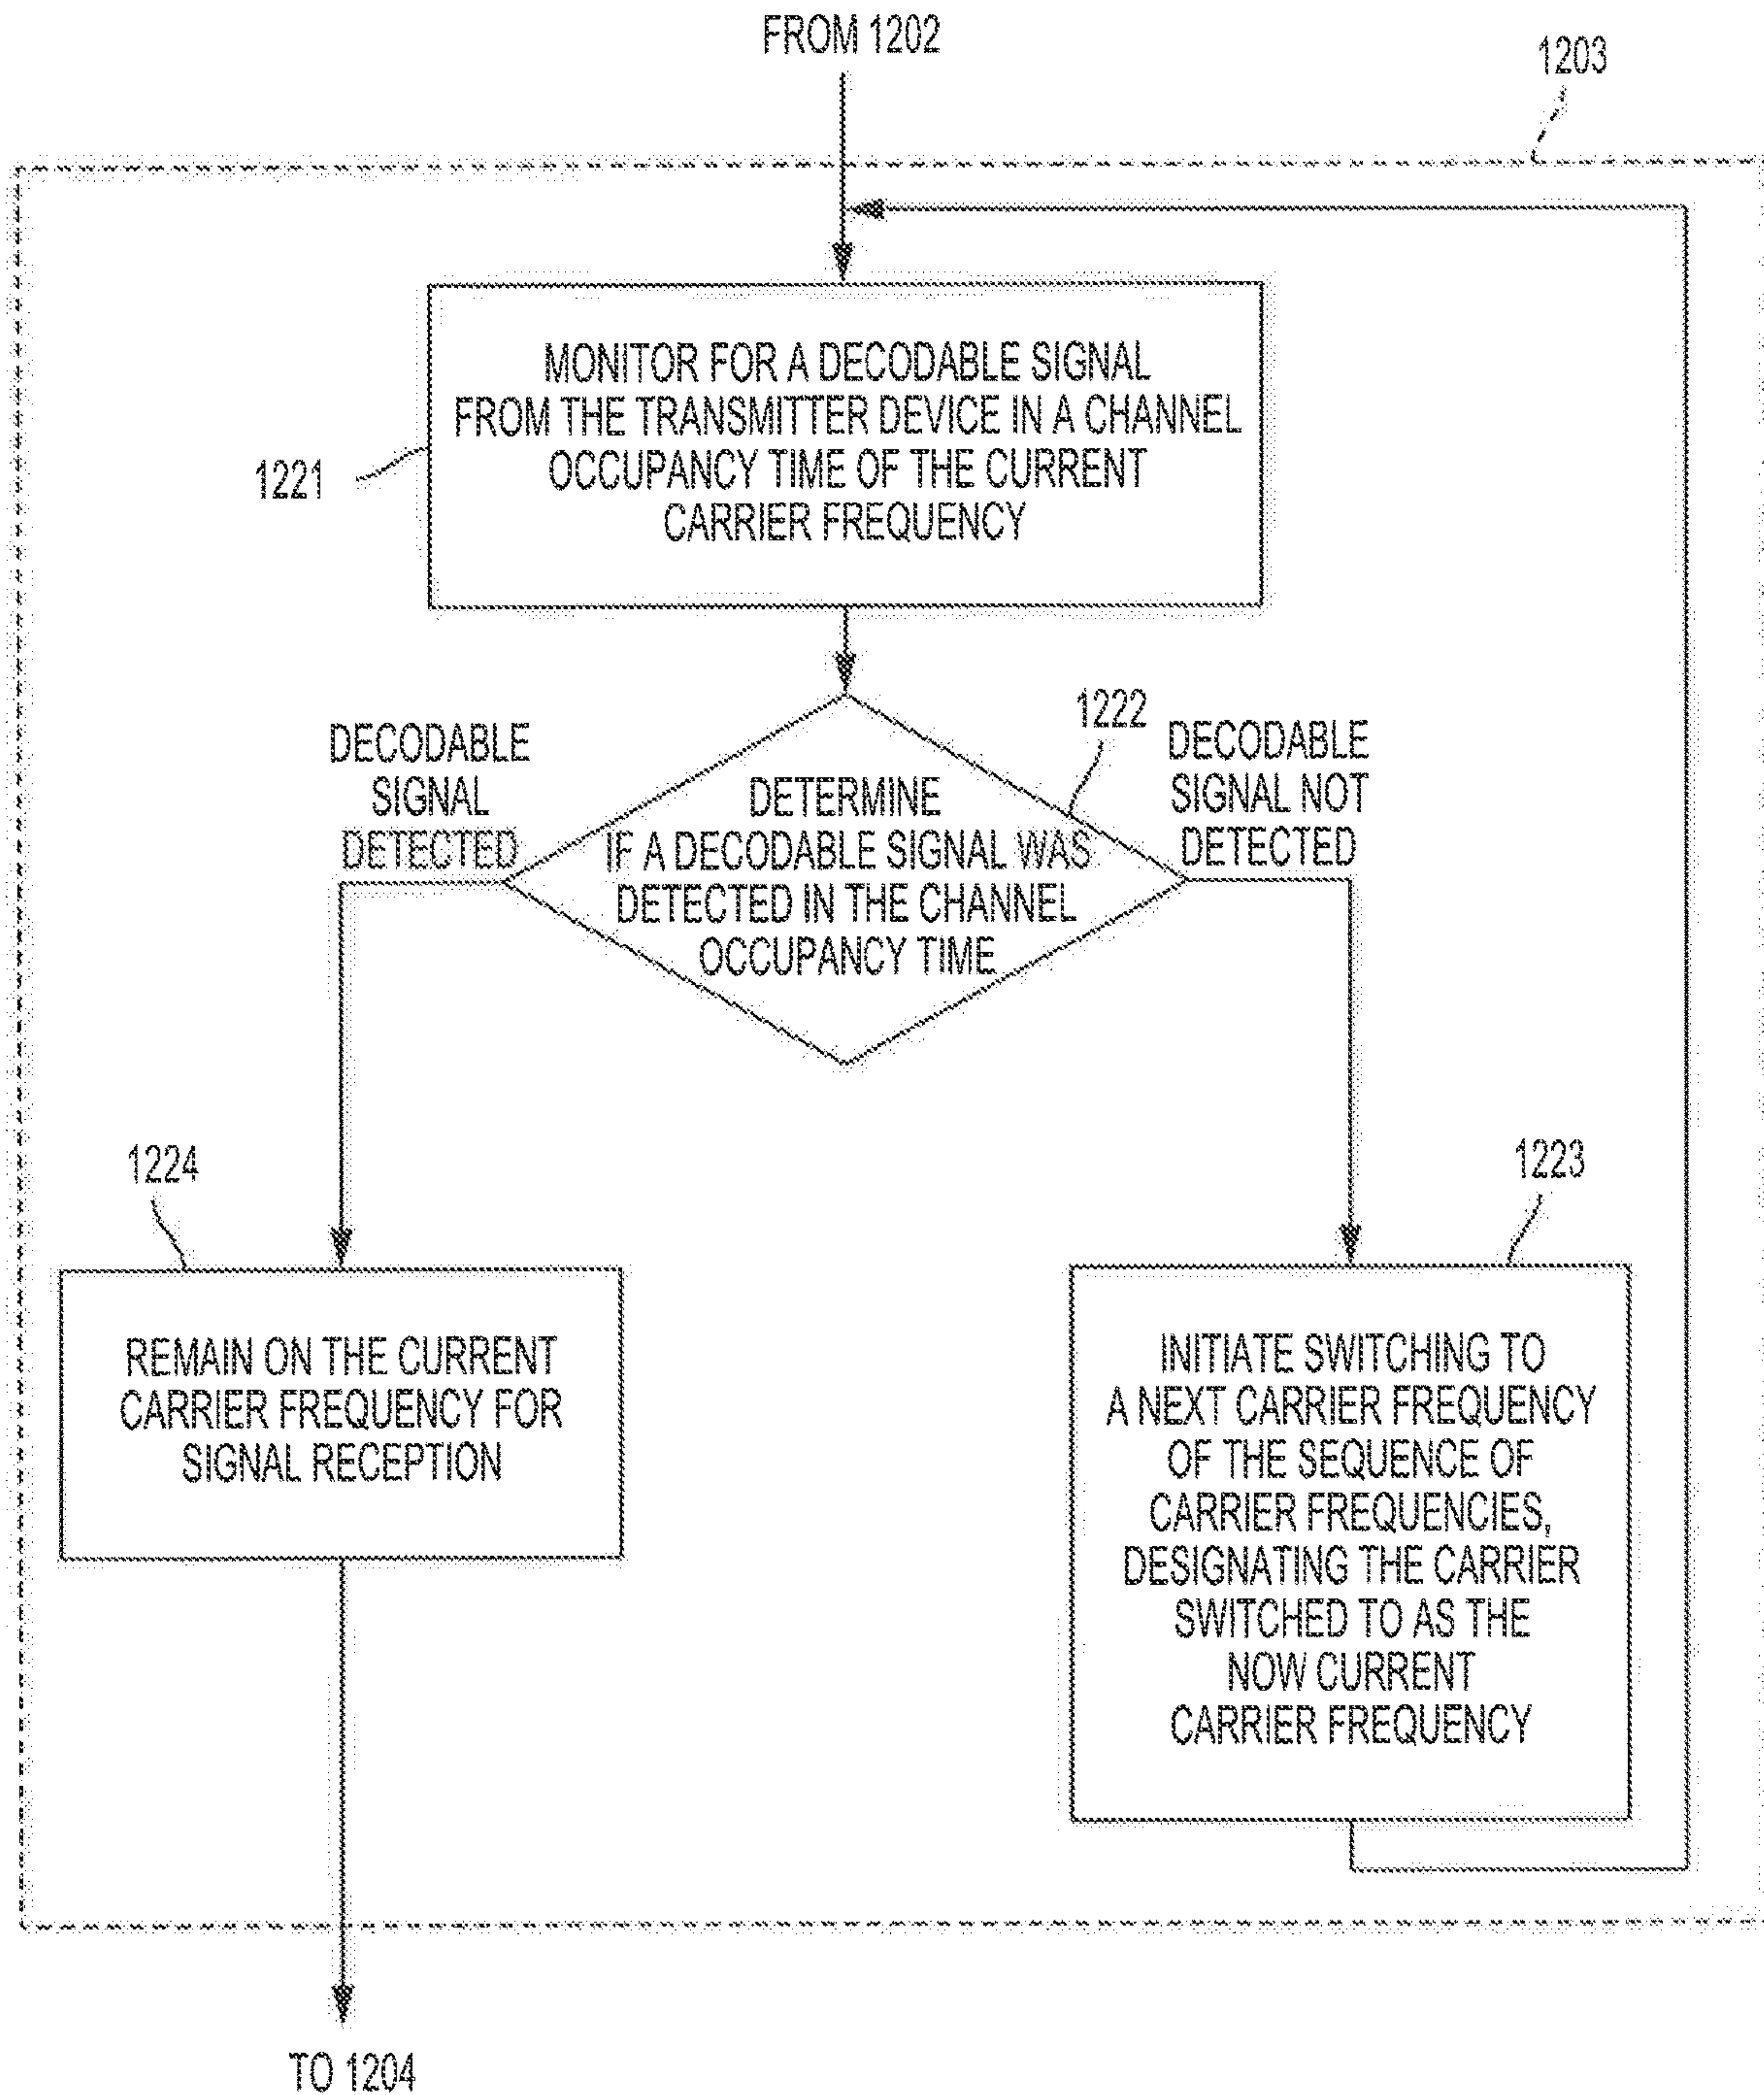 FROM 1202
1203
MONITOR FOR A DECODABLE SIGNAL
FROM THE TRANSMITTER DEVICE IN A CHANNEL
OCCUPANCY TIME OF THE CURRENT
CARRIER FREQUENCY
1221
1222
DECODABLE
SIGNAL
DETECTED
DECODABLE
SIGNAL NOT
DETECTED
DETERMINE
IF A DECODABLE SIGNAL WAS
DETECTED IN THE CHANNEL
OCCUPANCY TIME
1224
1223
REMAIN ON THE CURRENT
CARRIER FREQUENCY FOR
SIGNAL RECEPTION
INITIATE SWITCHING TO
A NEXT CARRIER FREQUENCY
OF THE SEQUENCE OF
CARRIER FREQUENCIES,
DESIGNATING THE CARRIER
SWITCHED TO AS THE
NOW CURRENT
CARRIER FREQUENCY
TO 1204